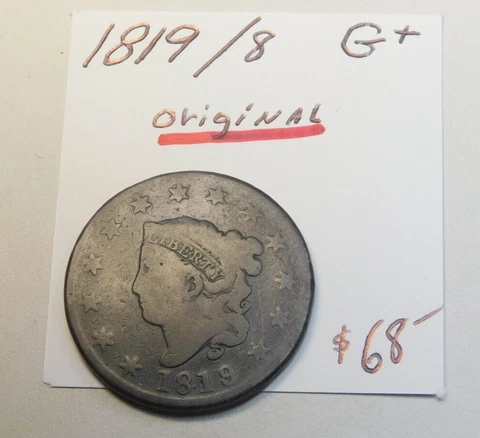 1819/8 G+
OrigiNAL
LIBERTY
1819
$68-